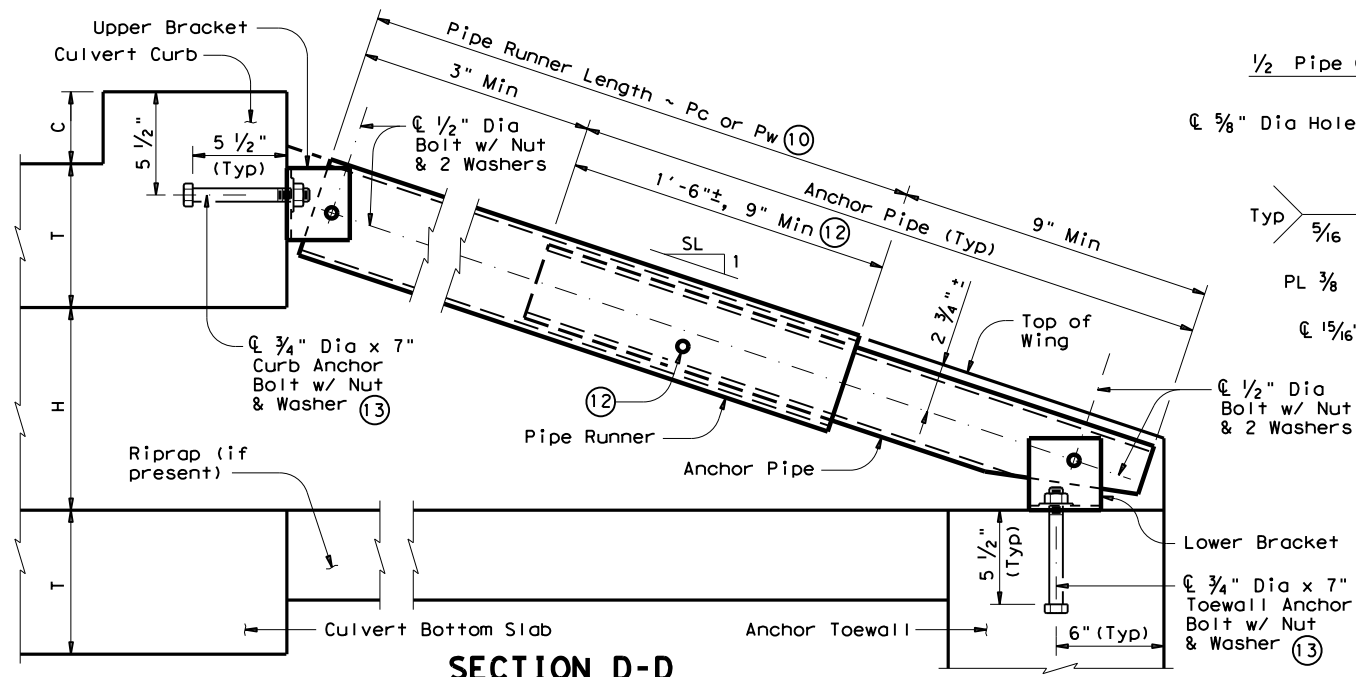 Upper Bracket
Culvert Curb
Pipe Runner Length ~ Pc or Pw 10
3" Min
C
5 1/2"
5 1/2"
(Typ)
℄ 1/2" Dia
Bolt w/ Nut
& 2 Washers
Anchor Pipe (Typ)
1'-6"±, 9" Min 12
9" Min
SL
1
2 3/4"±
Top of
Wing
1/2 Pipe
℄ 5/8" Dia Hole
Typ
5/16
PL 3/8
℄ 15/16"
T
℄ 3/4" Dia x 7"
Curb Anchor
Bolt w/ Nut
& Washer 13
12
Pipe Runner
Anchor Pipe
℄ 1/2" Dia
Bolt w/ Nut
& 2 Washers
H
Riprap (if
present)
T
5 1/2"
(Typ)
Lower Bracket
℄ 3/4" Dia x 7"
Toewall Anchor
Bolt w/ Nut
& Washer 13
Culvert Bottom Slab
Anchor Toewall
6"(Typ)
SECTION D-D